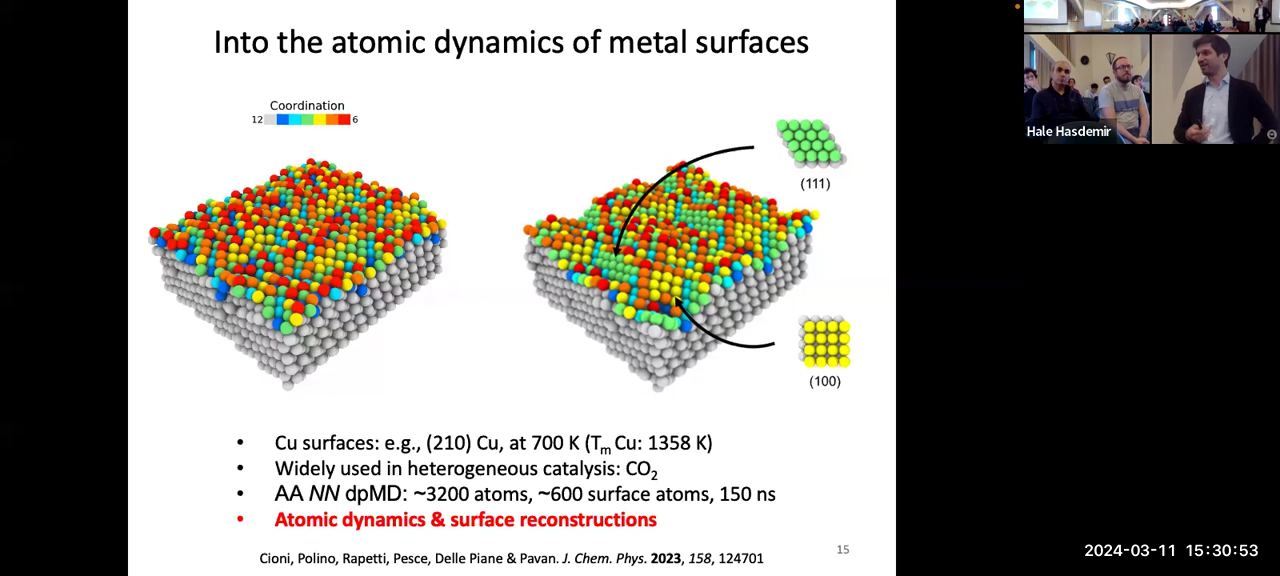 Into the atomic dynamics of metal surfaces
Coordination
12 6
(111)
(100)
• Cu surfaces: e.g., (210) Cu, at 700 K (Tm Cu: 1358 K)
• Widely used in heterogeneous catalysis: CO2
• AA NN dpMD: ~3200 atoms, ~600 surface atoms, 150 ns
• Atomic dynamics & surface reconstructions
15
Cioni, Polino, Rapetti, Pesce, Delle Piane & Pavan. J. Chem. Phys. 2023, 158, 124701
Hale Hasdemir
2024-03-11 15:30:53